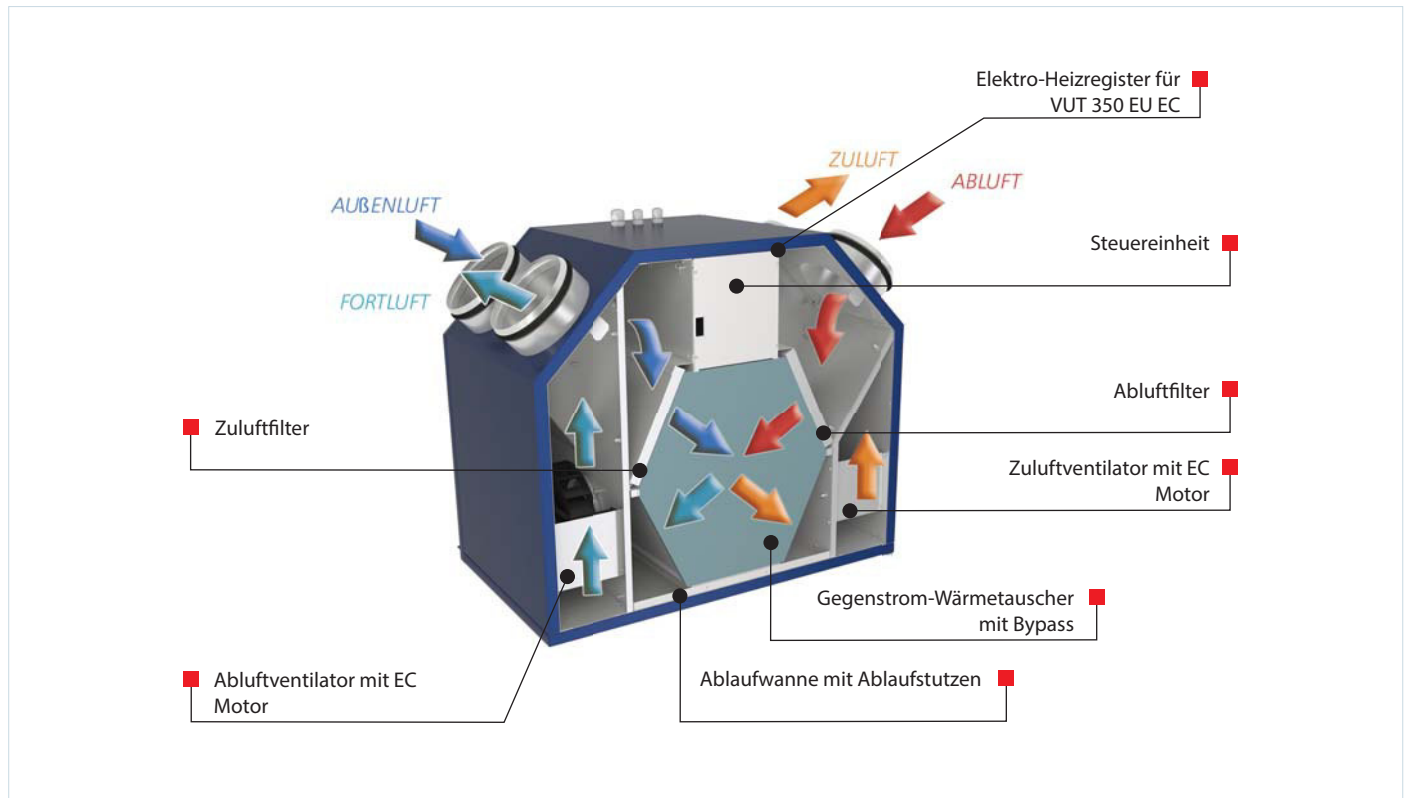 Elektro-Heizregister für
VUT 350 EU EC
ZULUFT
ABLUFT
AUßENLUFT
Steuereinheit
FORTLUFT
Abluftfilter
Zuluftfilter
Zuluftventilator mit EC
Motor
Gegenstrom-Wärmetauscher
mit Bypass
Abluftventilator mit EC
Motor
Ablaufwanne mit Ablaufstutzen